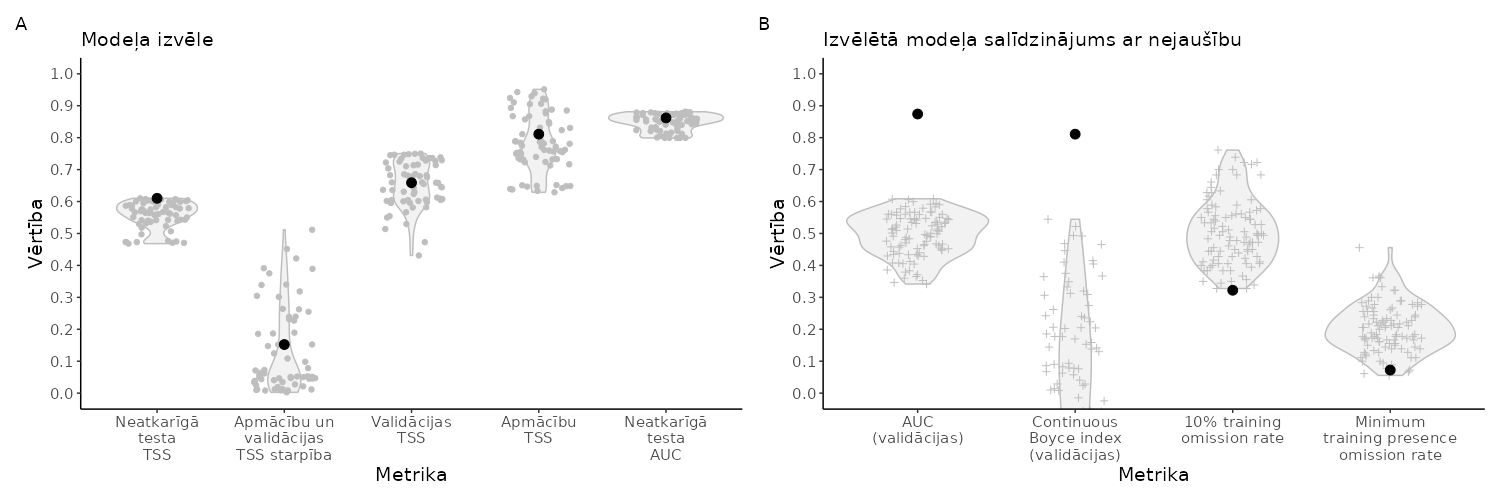 A
Modeļa izvēle
Vērtība
1.0
0.9
0.8
0.7
0.6
0.5
0.4
0.3
0.2
0.1
0.0
Neatkarīgā
testa
TSS
Apmācību un
validācijas
TSS starpība
Validācijas
TSS
Apmācību
TSS
Neatkarīgā
testa
AUC
Metrika
B
Izvēlētā modeļa salīdzinājums ar nejaušību
Vērtība
1.0
0.9
0.8
0.7
0.6
0.5
0.4
0.3
0.2
0.1
0.0
AUC
(validācijas)
Continuous
Boyce index
(validācijas)
10% training
omission rate
Minimum
training presence
omission rate
Metrika